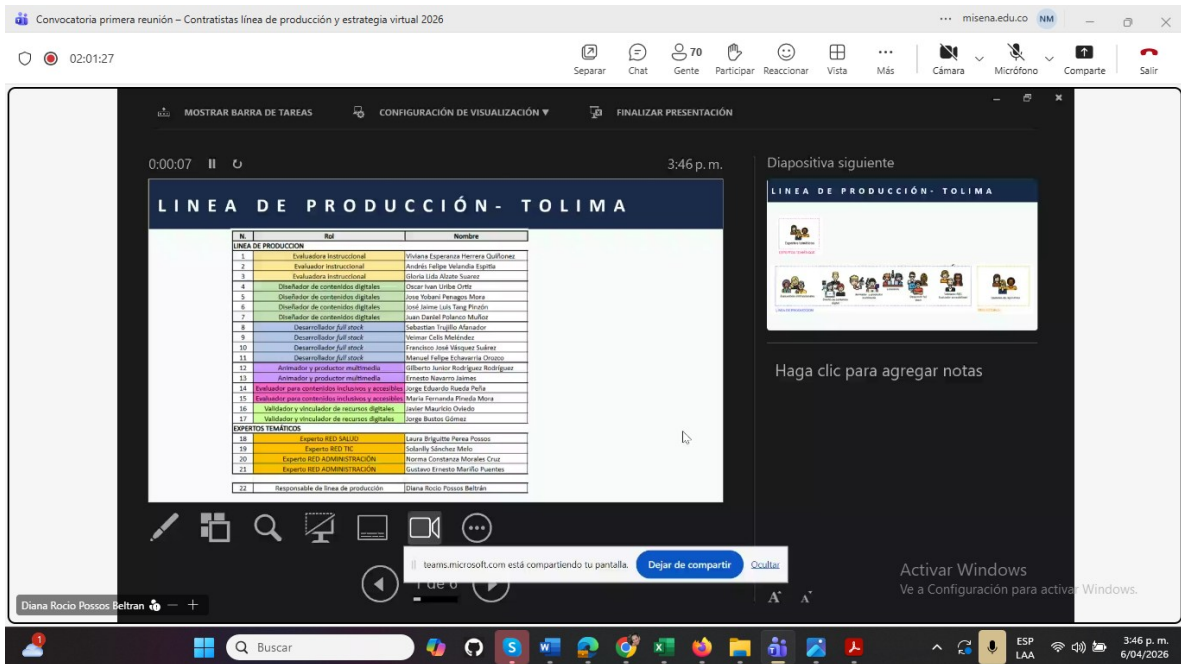 Convocatoria primera reunión – Contratistas línea de producción y estrategia virtual 2026
misena.edu.co NM
02:01:27
70
Separar Chat Gente Participar Reaccionar Vista Más Cámara Micrófono Comparte Salir
MOSTRAR BARRA DE TAREAS CONFIGURACIÓN DE VISUALIZACIÓN ▼ FINALIZAR PRESENTACIÓN
0:00:07 3:46 p. m. Diapositiva siguiente
LINEA DE PRODUCCIÓN- TOLIMA
N. Rol Nombre
LINEA DE PRODUCCION
1 Evaluadora Instruccional Viviana Esperanza Herrera Quiñonez
2 Evaluador Instruccional Andrés Felipe Velandia Espitia
3 Evaluadora Instruccional Gloria Lida Alzate Suarez
4 Diseñador de contenidos digitales Oscar Ivan Uribe Ortiz
5 Diseñador de contenidos digitales Jose Yobani Penagos Mora
6 Diseñador de contenidos digitales José Jaime Luis Tang Pinzón
7 Diseñador de contenidos digitales Juan Daniel Polanco Muñoz
8 Desarrollador full stock Sebastian Trujillo Afanador
9 Desarrollador full stock Veimar Celis Meléndez
10 Desarrollador full stock Francisco José Vásquez Suárez
11 Desarrollador full stock Manuel Felipe Echavarria Orozco
12 Animador y productor multimedia Gilberto Junior Rodríguez Rodríguez
13 Animador y productor multimedia Ernesto Navarro Jaimes
14 Evaluador para contenidos inclusivos y accesibles Jorge Eduardo Rueda Peña
15 Evaluador para contenidos inclusivos y accesibles Maria Fernanda Pineda Mora
16 Validador y vinculador de recursos digitales Javier Mauricio Oviedo
17 Validador y vinculador de recursos digitales Jorge Bustos Gómez
EXPERTOS TEMÁTICOS
18 Experto RED SALUD Laura Briguitte Perea Possos
19 Experto RED TIC Solanlly Sánchez Melo
20 Experto RED ADMINISTRACIÓN Norma Constanza Morales Cruz
21 Experto RED ADMINISTRACIÓN Gustavo Ernesto Mariño Puentes
22 Responsable de línea de producción Diana Rocio Possos Beltrán
LINEA DE PRODUCCIÓN- TOLIMA
Haga clic para agregar notas
teams.microsoft.com está compartiendo tu pantalla. Dejar de compartir Ocultar
1 de 6
Activar Windows
Ve a Configuración para activar Windows.
Diana Rocio Possos Beltran
1
Buscar
ESP
LAA
3:46 p. m.
6/04/2026